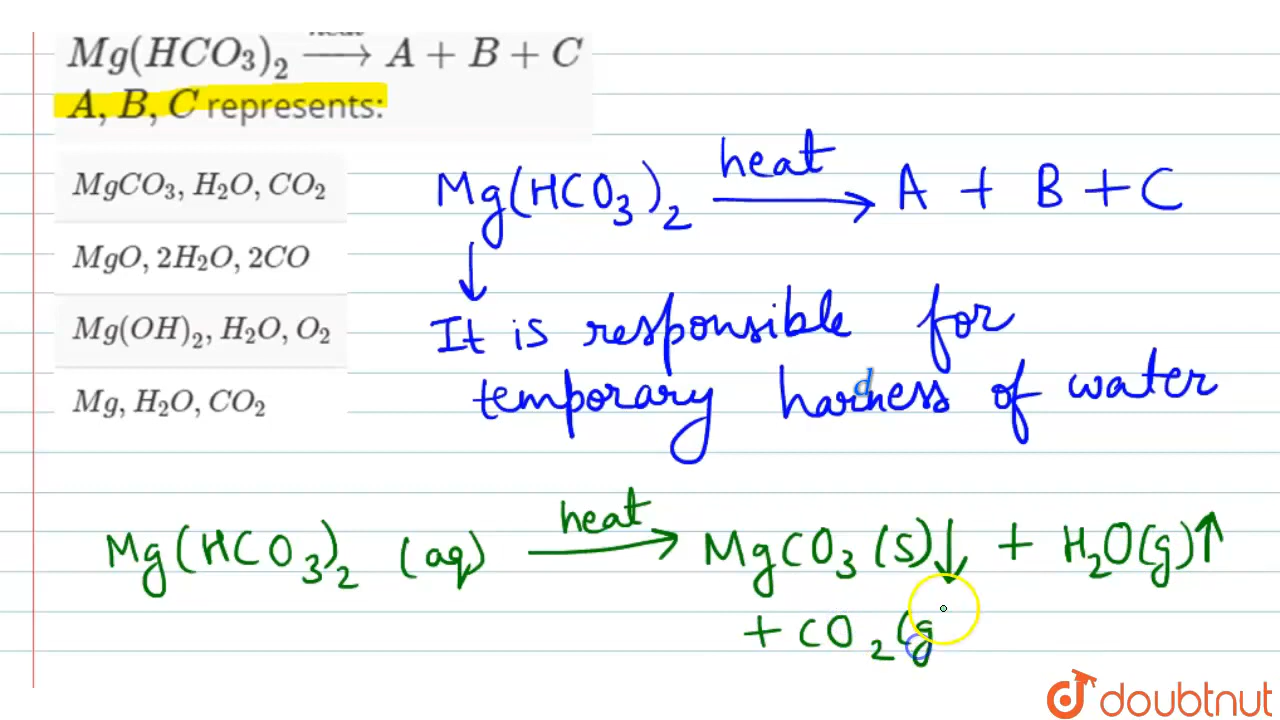 Mg(HCO₃)₂ ⟶ A + B + C
A, B, C represents:
MgCO₃, H₂O, CO₂
MgO, 2H₂O, 2CO
Mg(OH)₂, H₂O, O₂
Mg, H₂O, CO₂
Mg(HCO₃)₂ heat ⟶ A + B + C
↓
It is responsible for
temporary hardness of water
Mg(HCO₃)₂ (aq) heat ⟶ MgCO₃(s)↓ + H₂O(g)↑
+ CO₂(g
doubtnut